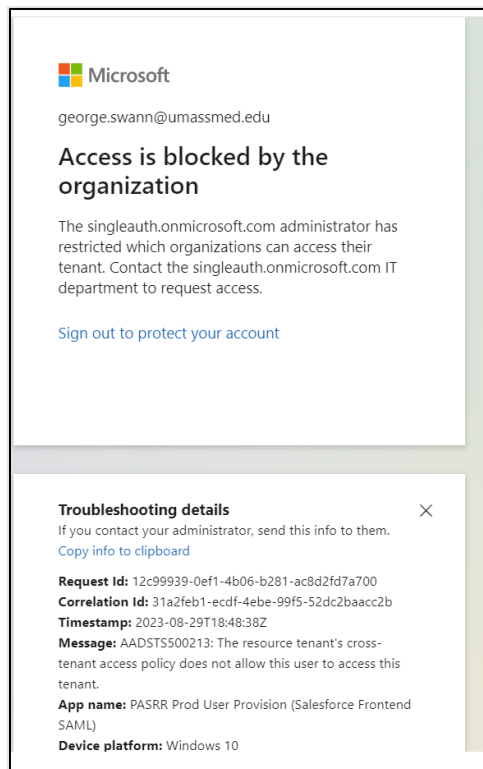 Microsoft
george.swann@umassmed.edu
Access is blocked by the
organization
The singleauth.onmicrosoft.com administrator has
restricted which organizations can access their
tenant. Contact the singleauth.onmicrosoft.com IT
department to request access.
Sign out to protect your account
Troubleshooting details
If you contact your administrator, send this info to them.
Copy info to clipboard
Request Id: 12c99939-0ef1-4b06-b281-ac8d2fd7a700
Correlation Id: 31a2feb1-ecdf-4ebe-99f5-52dc2baacc2b
Timestamp: 2023-08-29T18:48:38Z
Message: AADSTS500213: The resource tenant's cross-
tenant access policy does not allow this user to access this
tenant.
App name: PASRR Prod User Provision (Salesforce Frontend
SAML)
Device platform: Windows 10